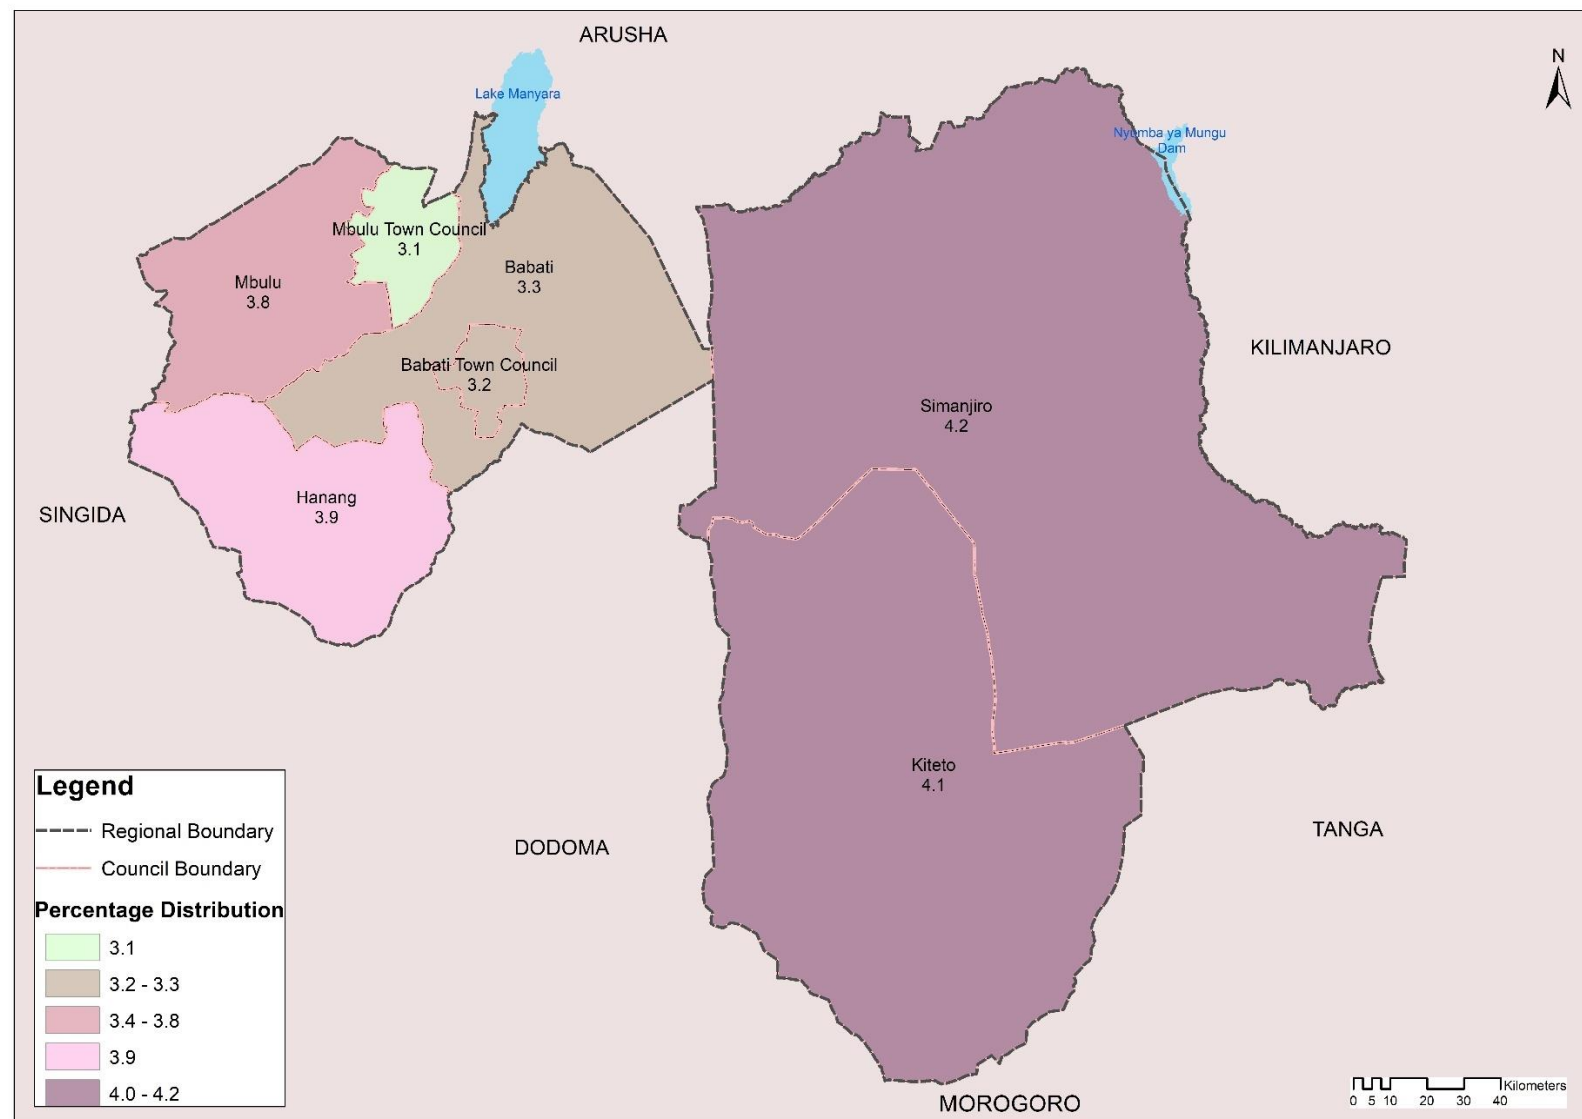 ARUSHA
N
Lake Manyara
Nyumba ya Mungu
Dam
Mbulu Town Council
3.1
Babati
3.3
Mbulu
3.8
KILIMANJARO
Babati Town Council
3.2
Simanjiro
4.2
Hanang
3.9
SINGIDA
Kiteto
4.1
DODOMA
TANGA
Legend
Regional Boundary
Council Boundary
Percentage Distribution
3.1
3.2 - 3.3
3.4 - 3.8
3.9
4.0 - 4.2
MOROGORO
Kilometers
0 5 10 20 30 40